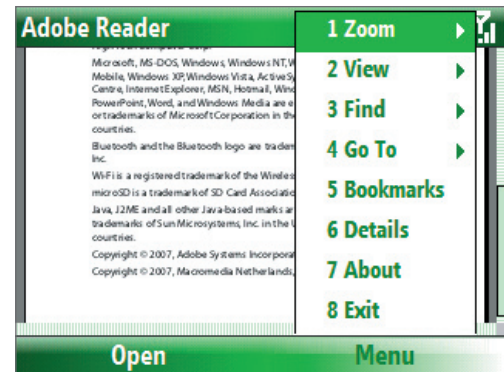 Adobe Reader
1 Zoom
2 View
3 Find
4 Go To
5 Bookmarks
6 Details
7 About
8 Exit
Microsoft, MS-DOS, Windows, Windows NT, W
Mobile, Windows XP, Windows Vista, ActiveSy
Centre, Internet Explorer, MSN, Hotmail, Wind
PowerPoint, Word, and Windows Media are e
or trademarks of Microsoft Corporation in the
countries.
Bluetooth and the Bluetooth logo are tradem
Inc.
Wi-Fi is a registered trademark of the Wireles
microSD is a trademark of SD Card Associatio
Java, J2ME and all other Java-based marks ar
trademarks of Sun Microsystems, Inc. in the U
countries.
Copyright © 2007, Adobe Systems Incorporat
Copyright © 2007, Macromedia Netherlands,
Open
Menu